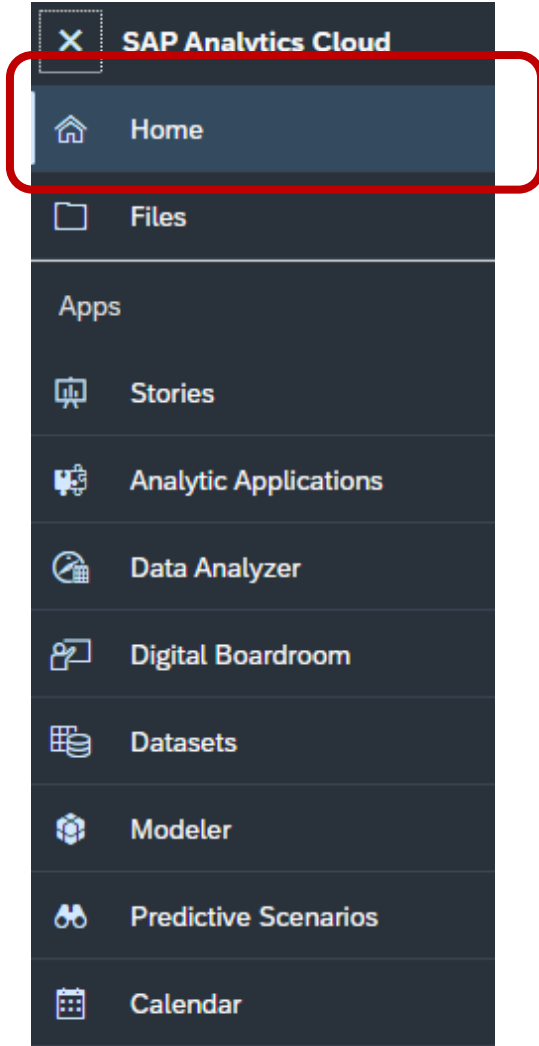 SAP Analytics Cloud
Home
Files
Apps
Stories
Analytic Applications
Data Analyzer
Digital Boardroom
Datasets
Modeler
Predictive Scenarios
Calendar